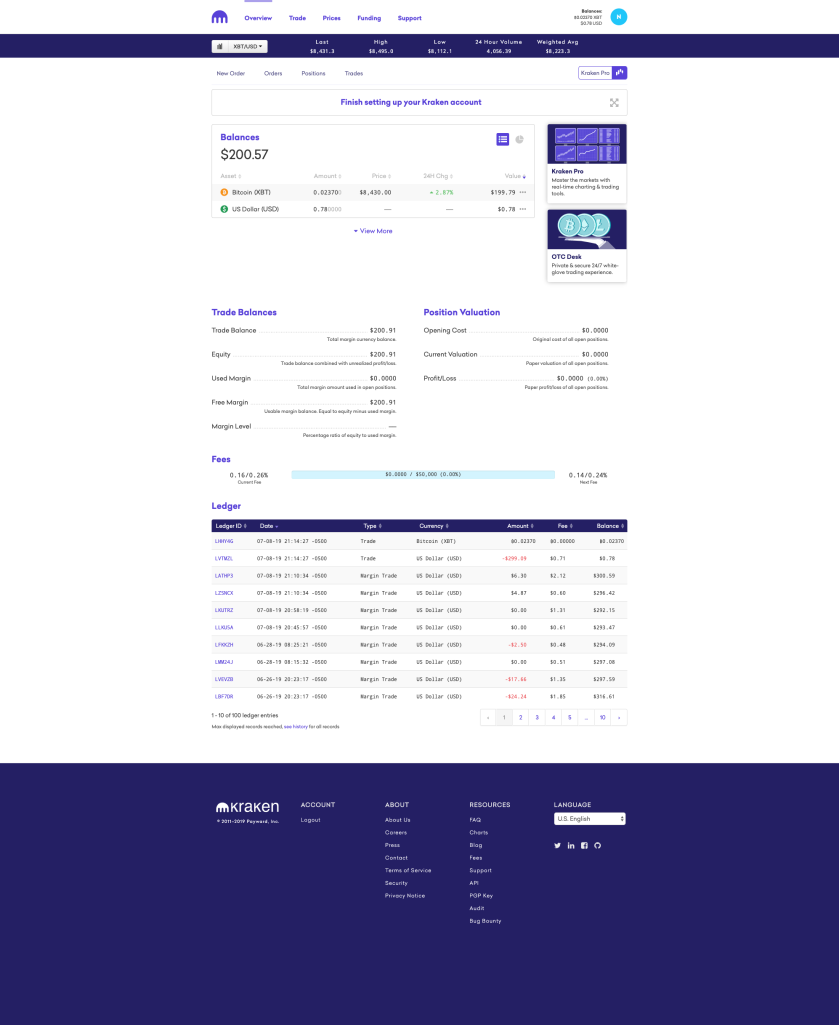 Overview Trade Prices Funding Support
Balances:
$0.02370 XBT
$0.78 USD
N
XBT/USD
Last High Low 24 Hour Volume Weighted Avg
$8,431.3 $8,495.0 $8,112.1 4,056.39 $8,223.3
New Order Orders Positions Trades
Kraken Pro
Finish setting up your Kraken account
Balances
$200.57
Asset Amount Price 24H Chg Value
Bitcoin (XBT) 0.023700 $8,430.00 2.87% $199.79 ···
US Dollar (USD) 0.780000 — — $0.78 ···
View More
Kraken Pro
Master the markets with
real-time charting & trading
tools.
OTC Desk
Private & secure 24/7 white-
glove trading experience.
Trade Balances
Trade Balance $200.91
Total margin currency balance.
Equity $200.91
Trade balance combined with unrealized profit/loss.
Used Margin $0.0000
Total margin amount used in open positions.
Free Margin $200.91
Usable margin balance. Equal to equity minus used margin.
Margin Level —
Percentage ratio of equity to used margin.
Position Valuation
Opening Cost $0.0000
Original cost of all open positions.
Current Valuation $0.0000
Paper valuation of all open positions.
Profit/Loss $0.0000 (0.00%)
Paper profit/loss of all open positions.
Fees
0.16/0.26%
Current Fee
$0.0000 / $50,000 (0.00%)
0.14/0.24%
Next Fee
Ledger
Ledger ID Date Type Currency Amount Fee Balance
LHHY4G 07-08-19 21:14:27 -0500 Trade Bitcoin (XBT) $0.02370 $0.00000 $0.02370
LVTMZL 07-08-19 21:14:27 -0500 Trade US Dollar (USD) -$299.09 $0.71 $0.78
LATHP3 07-08-19 21:10:34 -0500 Margin Trade US Dollar (USD) $6.30 $2.12 $300.59
LZSNCX 07-08-19 21:10:34 -0500 Margin Trade US Dollar (USD) $4.87 $0.60 $296.42
LKUTRZ 07-08-19 20:58:19 -0500 Margin Trade US Dollar (USD) $0.00 $1.31 $292.15
LLKUSA 07-08-19 20:45:57 -0500 Margin Trade US Dollar (USD) $0.00 $0.61 $293.47
LYKKZH 06-28-19 08:25:21 -0500 Margin Trade US Dollar (USD) -$2.50 $0.48 $294.09
LMM24J 06-28-19 08:15:32 -0500 Margin Trade US Dollar (USD) $0.00 $0.51 $297.08
LVEVZB 06-26-19 20:23:17 -0500 Margin Trade US Dollar (USD) -$17.66 $1.35 $297.59
LBF7DR 06-26-19 20:23:17 -0500 Margin Trade US Dollar (USD) -$24.24 $1.85 $316.61
1 - 10 of 100 ledger entries
‹ 1 2 3 4 5 … 10 ›
Max displayed records reached, see history for all records
mкraкen
© 2011-2019 Payward, Inc.
ACCOUNT
Logout
ABOUT
About Us
Careers
Press
Contact
Terms of Service
Security
Privacy Notice
RESOURCES
FAQ
Charts
Blog
Fees
Support
API
PGP Key
Audit
Bug Bounty
LANGUAGE
U.S. English